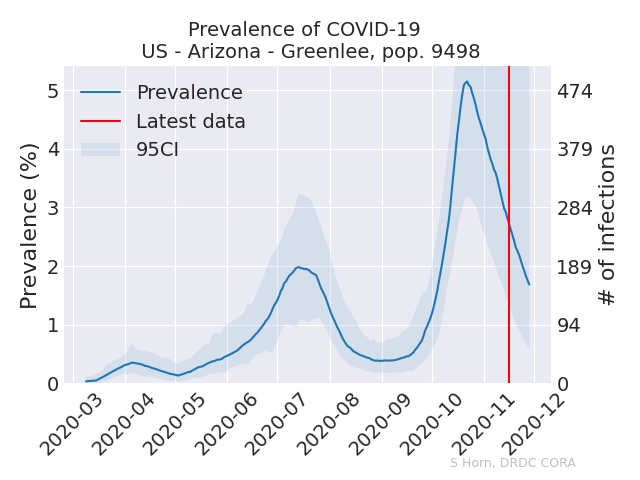 Prevalence of COVID-19
US - Arizona - Greenlee, pop. 9498
Prevalence
Latest data
95CI
Prevalence (%)
5
4
3
2
1
0
474
379
284
189
94
0
# of infections
2020-03
2020-04
2020-05
2020-06
2020-07
2020-08
2020-09
2020-10
2020-11
2020-12
S Horn, DRDC CORA